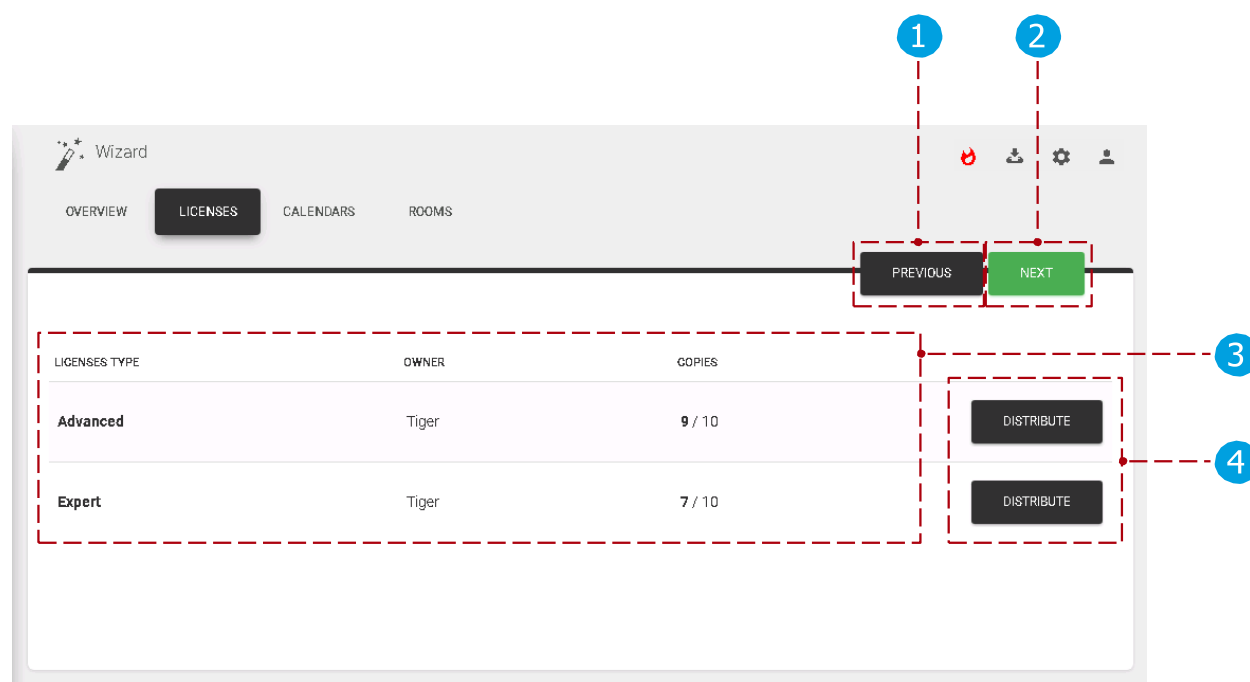 1 2
Wizard
OVERVIEW LICENSES CALENDARS ROOMS
PREVIOUS NEXT
3
LICENSES TYPE OWNER COPIES
Advanced Tiger 9 / 10 DISTRIBUTE
4
Expert Tiger 7 / 10 DISTRIBUTE